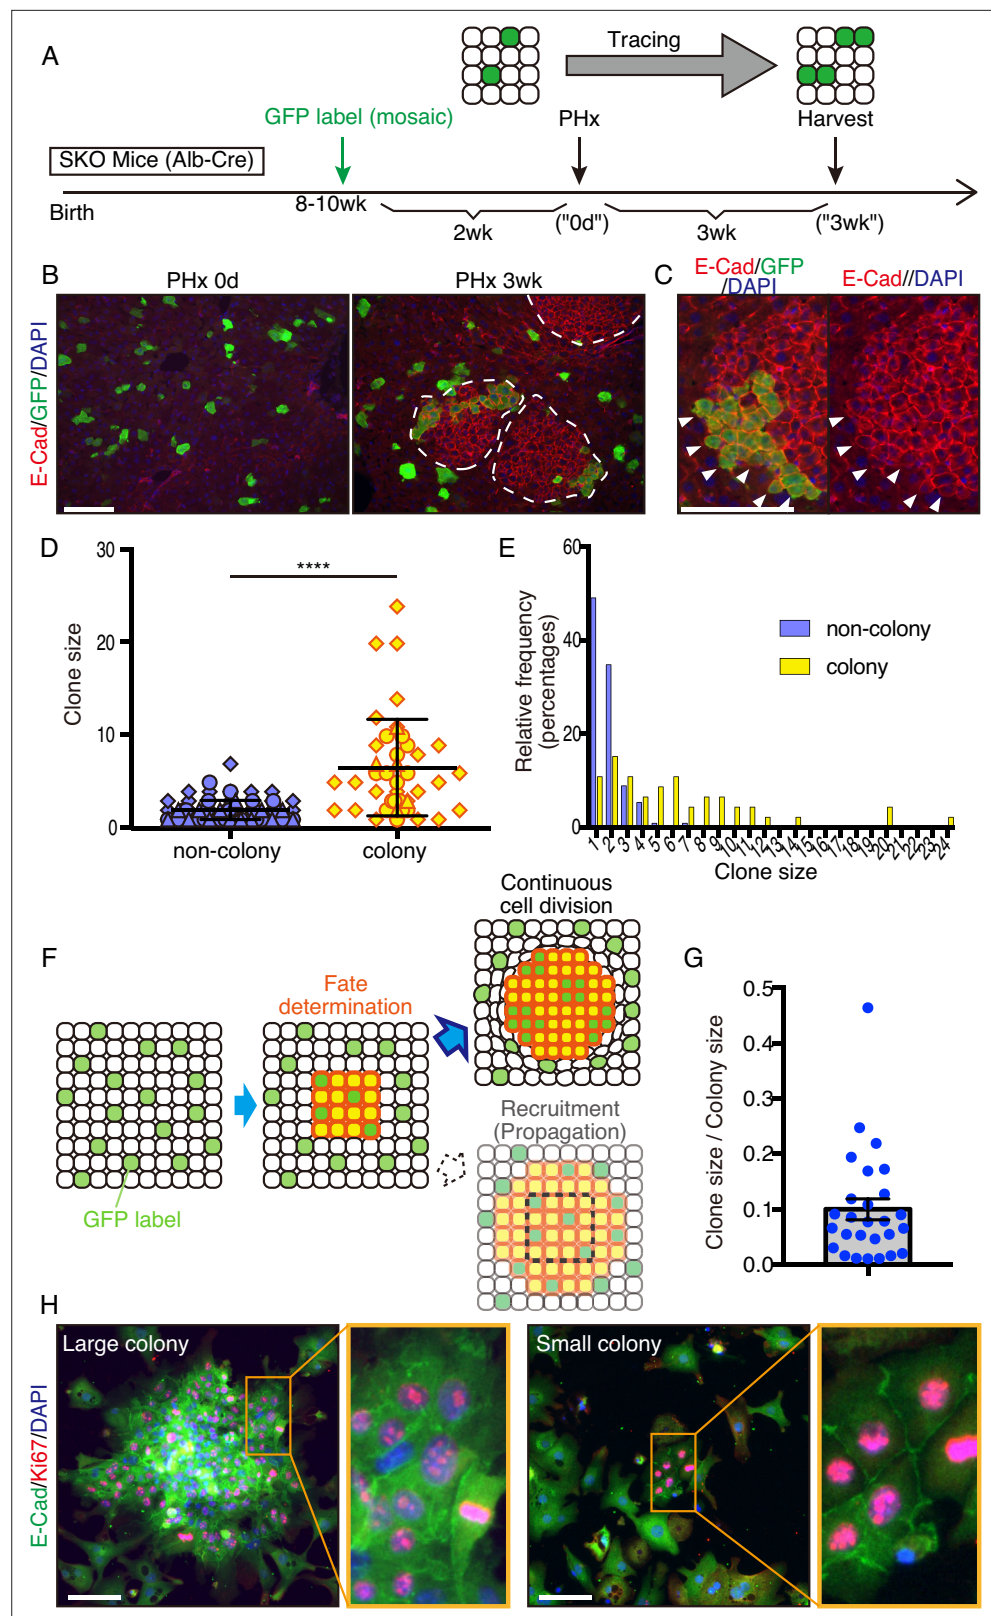 A
Tracing
GFP label (mosaic)
PHx
Harvest
SKO Mice (Alb-Cre)
Birth
8-10wk
2wk
("0d")
3wk
("3wk")
B
PHx 0d
PHx 3wk
E-Cad/GFP/DAPI
C
E-Cad/GFP
/DAPI
E-Cad//DAPI
D
Clone size
30
20
10
0
****
non-colony
colony
E
Relative frequency
(percentages)
60
40
20
0
non-colony
colony
1 2 3 4 5 6 7 8 9 10 11 12 13 14 15 16 17 18 19 20 21 22 23 24
Clone size
F
Fate
determination
Continuous
cell division
Recruitment
(Propagation)
GFP label
G
Clone size / Colony size
0.5
0.4
0.3
0.2
0.1
0.0
H
E-Cad/Ki67/DAPI
Large colony
Small colony